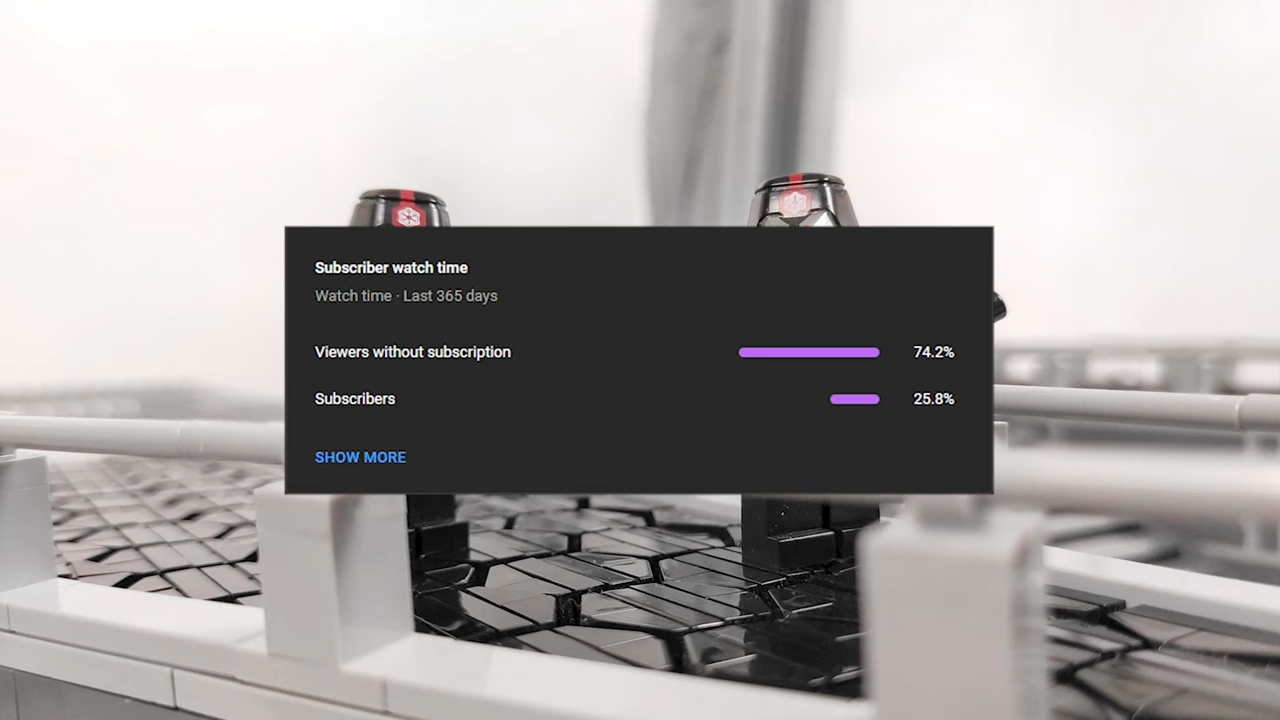 Subscriber watch time
Watch time · Last 365 days
Viewers without subscription 74.2%
Subscribers 25.8%
SHOW MORE